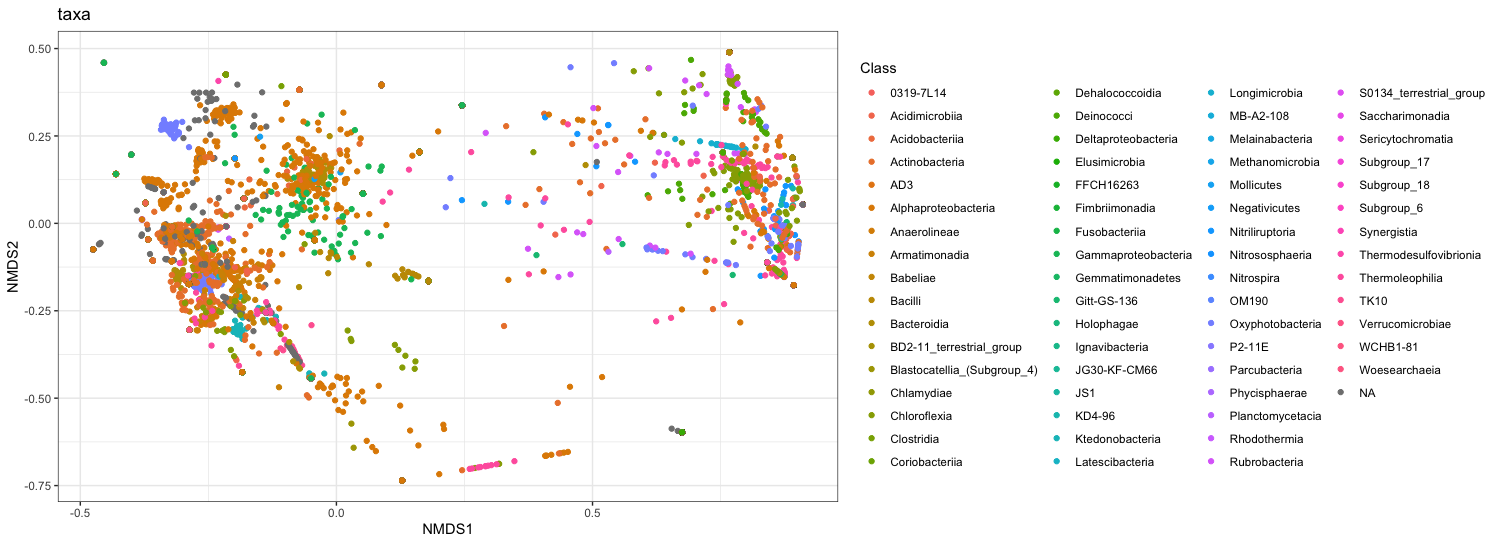 taxa
0.50
0.25
0.00
-0.25
-0.50
-0.75
NMDS2
-0.5
0.0
0.5
NMDS1
Class
0319-7L14
Acidimicrobiia
Acidobacteriia
Actinobacteria
AD3
Alphaproteobacteria
Anaerolineae
Armatimonadia
Babeliae
Bacilli
Bacteroidia
BD2-11_terrestrial_group
Blastocatellia_(Subgroup_4)
Chlamydiae
Chloroflexia
Clostridia
Coriobacteriia
Dehalococcoidia
Deinococci
Deltaproteobacteria
Elusimicrobia
FFCH16263
Fimbriimonadia
Fusobacteriia
Gammaproteobacteria
Gemmatimonadetes
Gitt-GS-136
Holophagae
Ignavibacteria
JG30-KF-CM66
JS1
KD4-96
Ktedonobacteria
Latescibacteria
Longimicrobia
MB-A2-108
Melainabacteria
Methanomicrobia
Mollicutes
Negativicutes
Nitriliruptoria
Nitrososphaeria
Nitrospira
OM190
Oxyphotobacteria
P2-11E
Parcubacteria
Phycisphaerae
Planctomycetacia
Rhodothermia
Rubrobacteria
S0134_terrestrial_group
Saccharimonadia
Sericytochromatia
Subgroup_17
Subgroup_18
Subgroup_6
Synergistia
Thermodesulfovibrionia
Thermoleophilia
TK10
Verrucomicrobiae
WCHB1-81
Woesearchaeia
NA